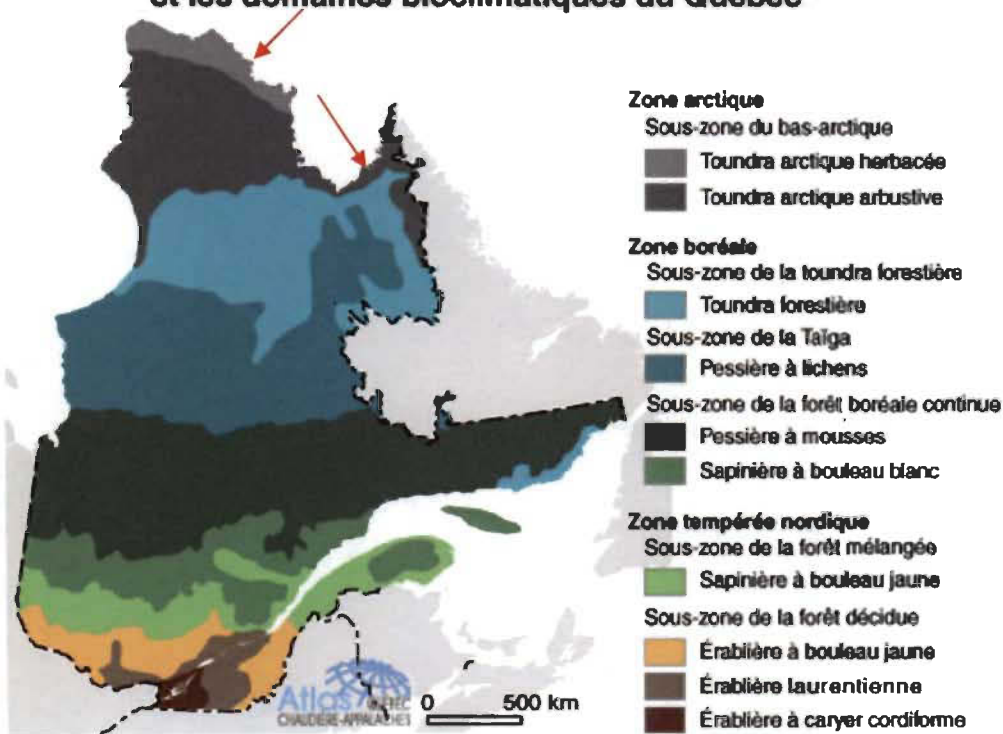 et les domaines bioclimatiques du Québec
Zone arctique
Sous-zone du bas-arctique
Toundra arctique herbacée
Toundra arctique arbustive
Zone boréale
Sous-zone de la toundra forestière
Toundra forestière
Sous-zone de la Taïga
Pessière à lichens
Sous-zone de la forêt boréale continue
Pessière à mousses
Sapinière à bouleau blanc
Zone tempérée nordique
Sous-zone de la forêt mélangée
Sapinière à bouleau jaune
Sous-zone de la forêt décidue
Érablière à bouleau jaune
Érablière laurentienne
Érablière à caryer cordiforme
Atlas QUÉBEC
CHAUDIÈRE-APPALACHES
0 500 km